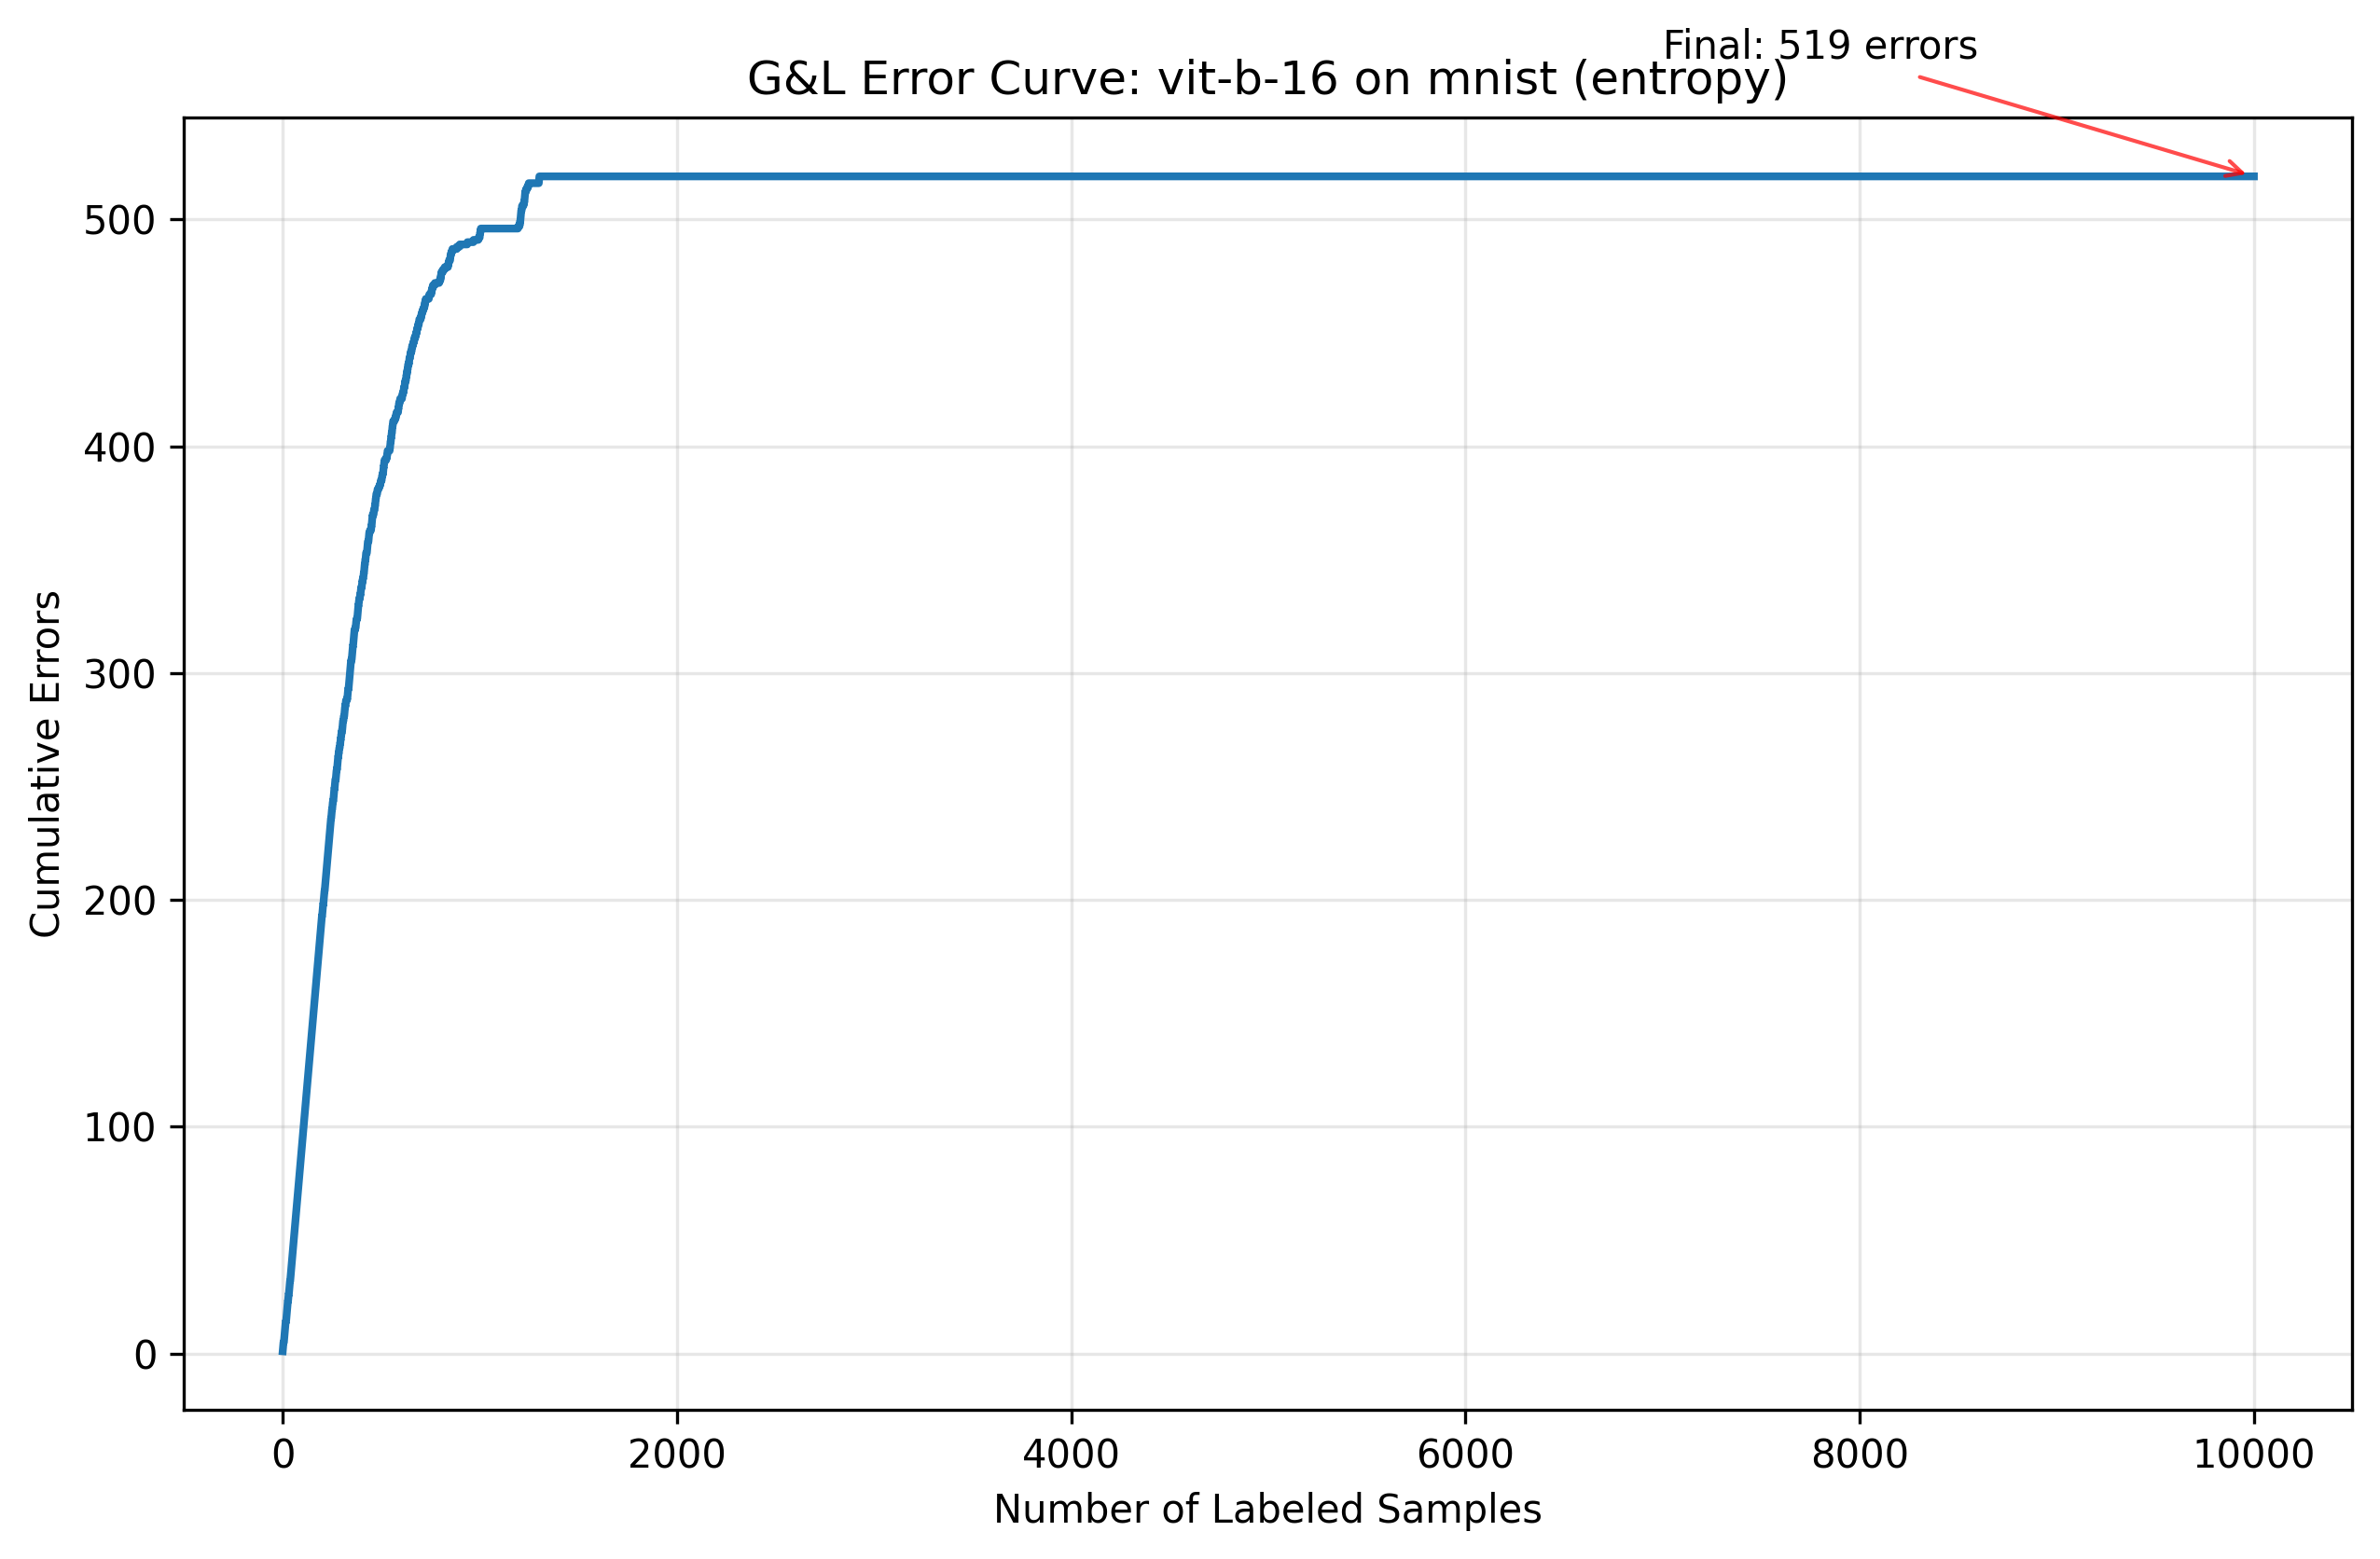 Final: 519 errors
G&L Error Curve: vit-b-16 on mnist (entropy)
Cumulative Errors
500
400
300
200
100
0
0 2000 4000 6000 8000 10000
Number of Labeled Samples